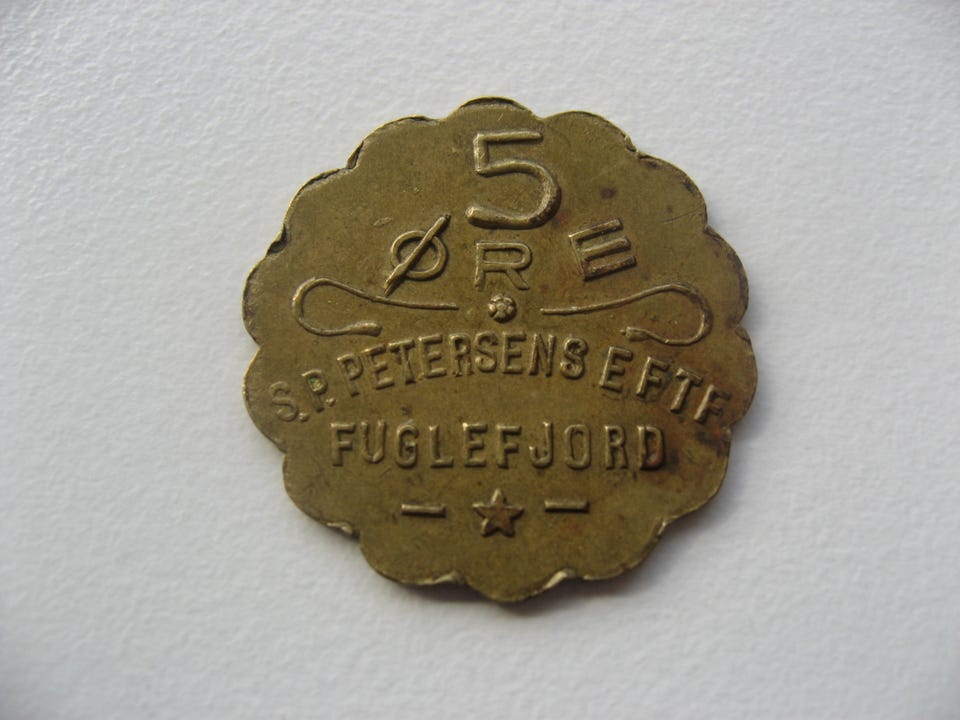 5
ØRE
S.P. PETERSENS EFTF
FUGLEFJORD